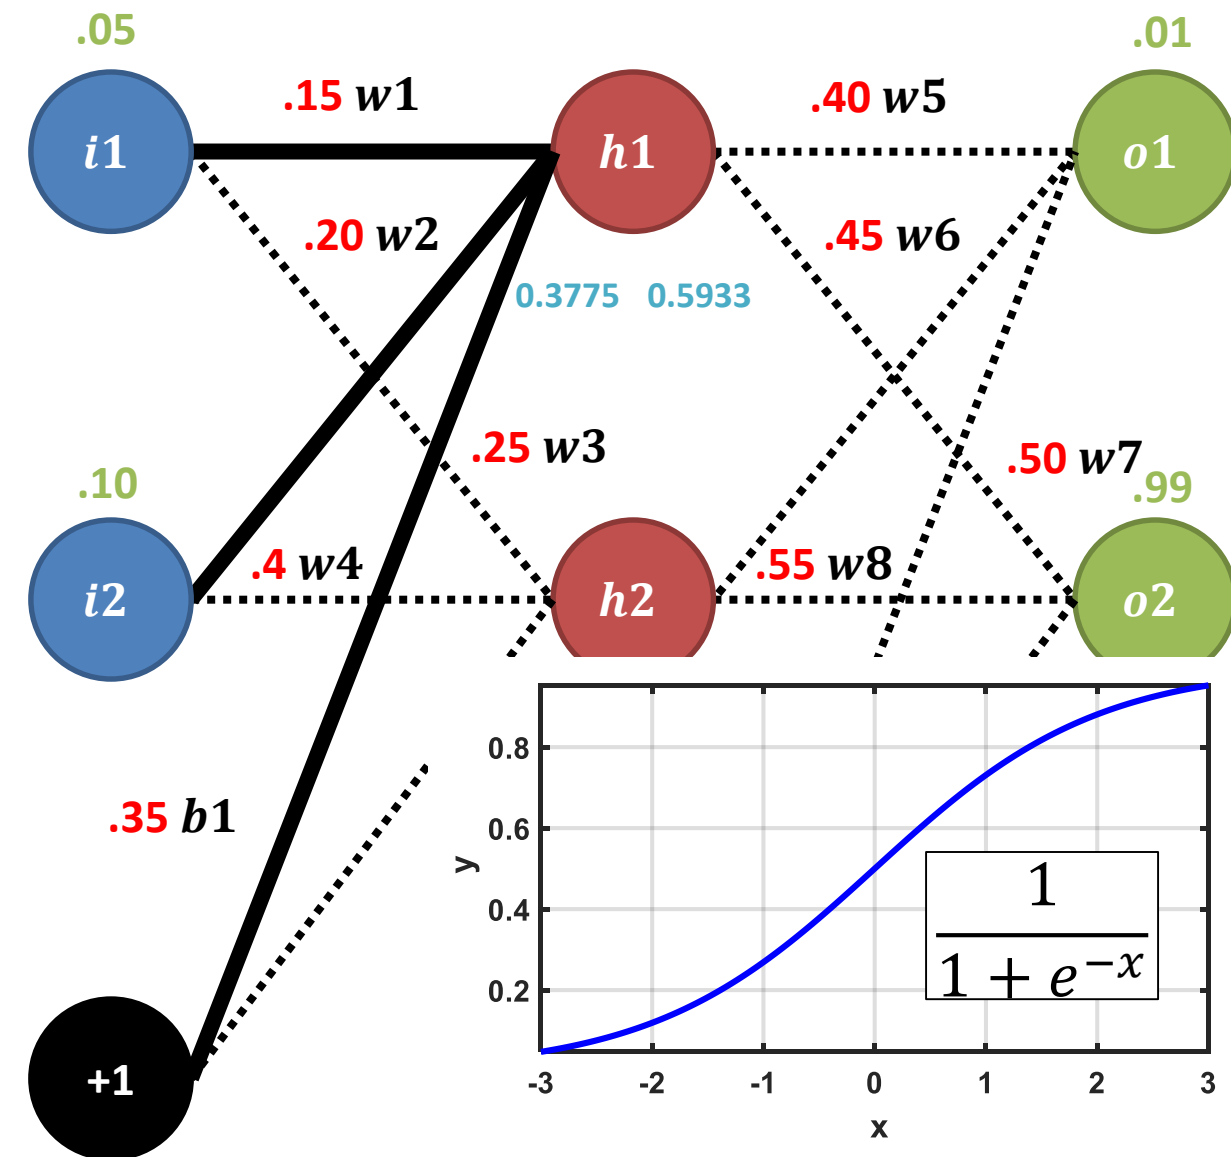 .05
.01
.15 w1
.40 w5
i1
h1
o1
.20 w2
.45 w6
0.3775 0.5933
.25 w3
.50 w7
.10
.99
.4 w4
.55 w8
i2
h2
o2
.35 b1
+1
0.8
0.6
0.4
0.2
y
1
1 + e^{-x}
-3 -2 -1 0 1 2 3
x